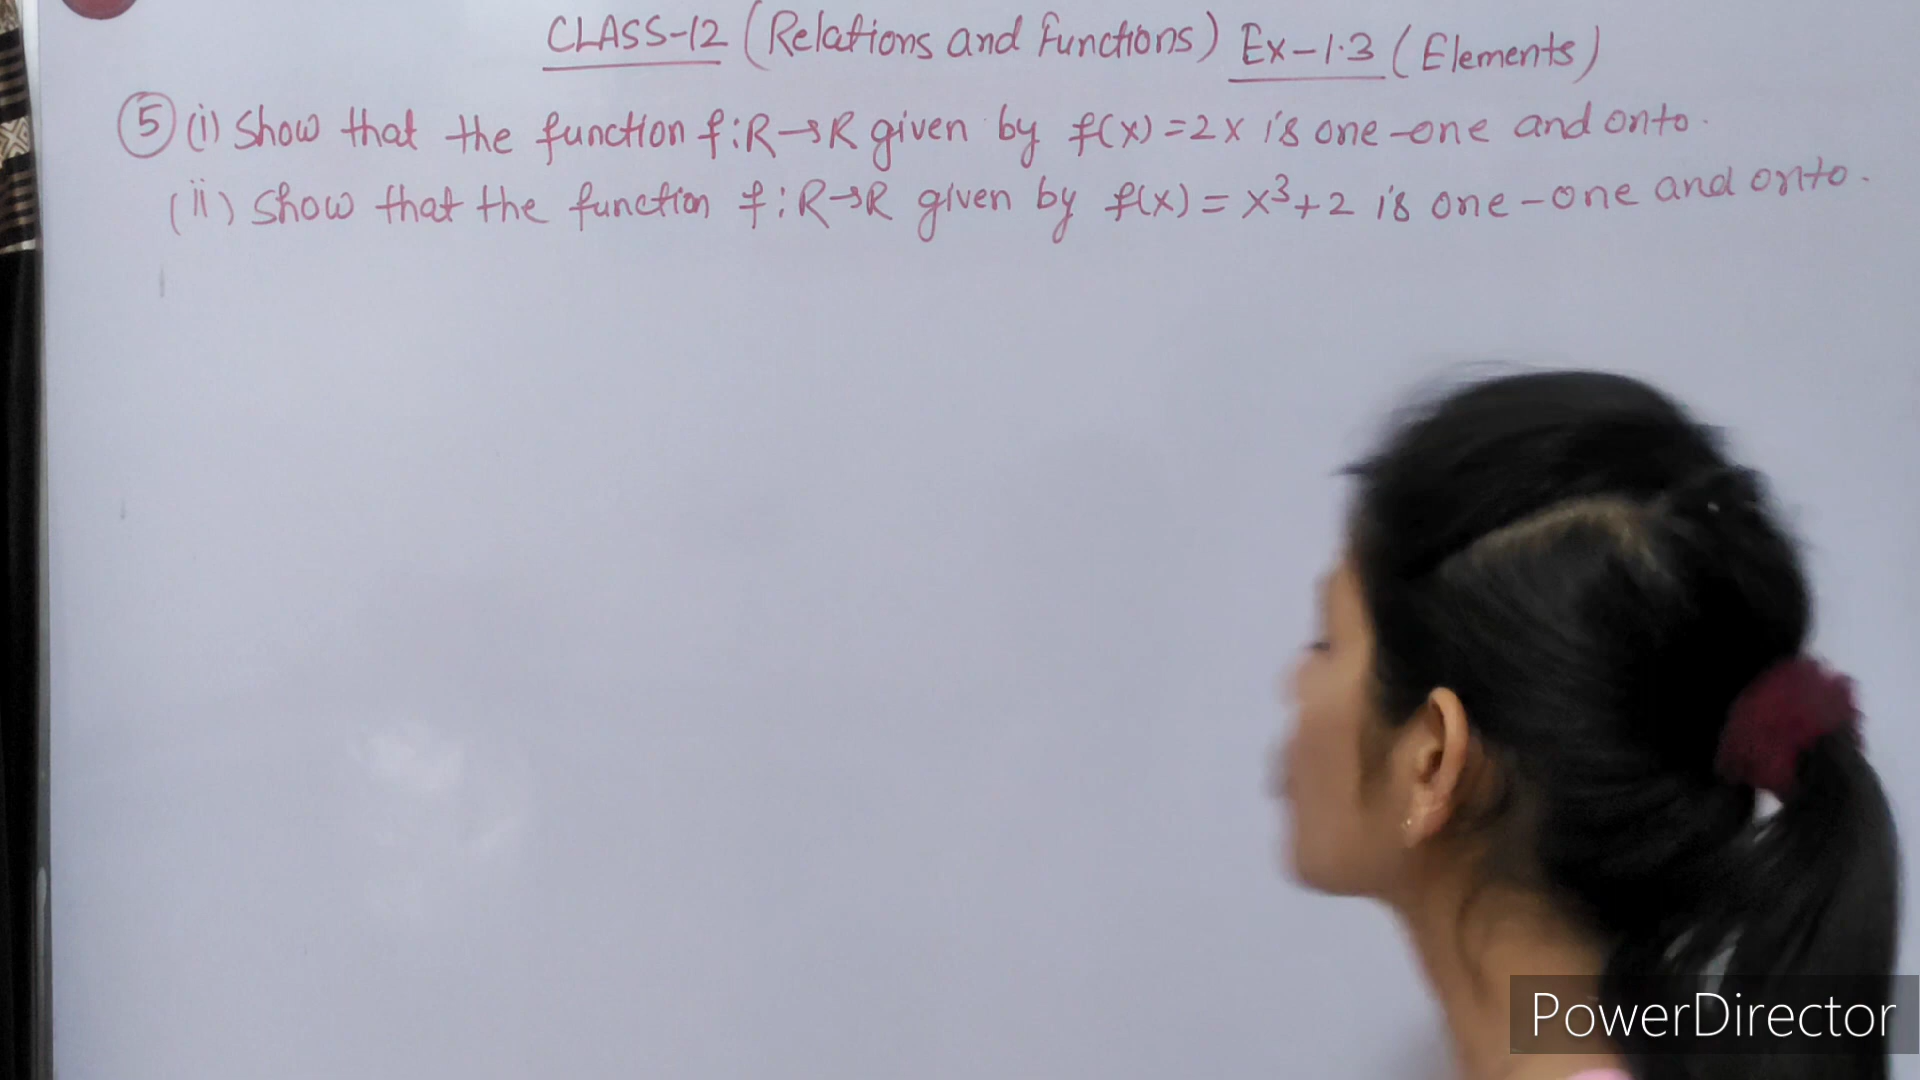 CLASS-12 (Relations and Functions) Ex-1.3 (Elements)
5 (i) Show that the function f:R→R given by f(x)=2x is one-one and onto.
(ii) Show that the function f:R→R given by f(x) = x³+2 is one-one and onto.
PowerDirector